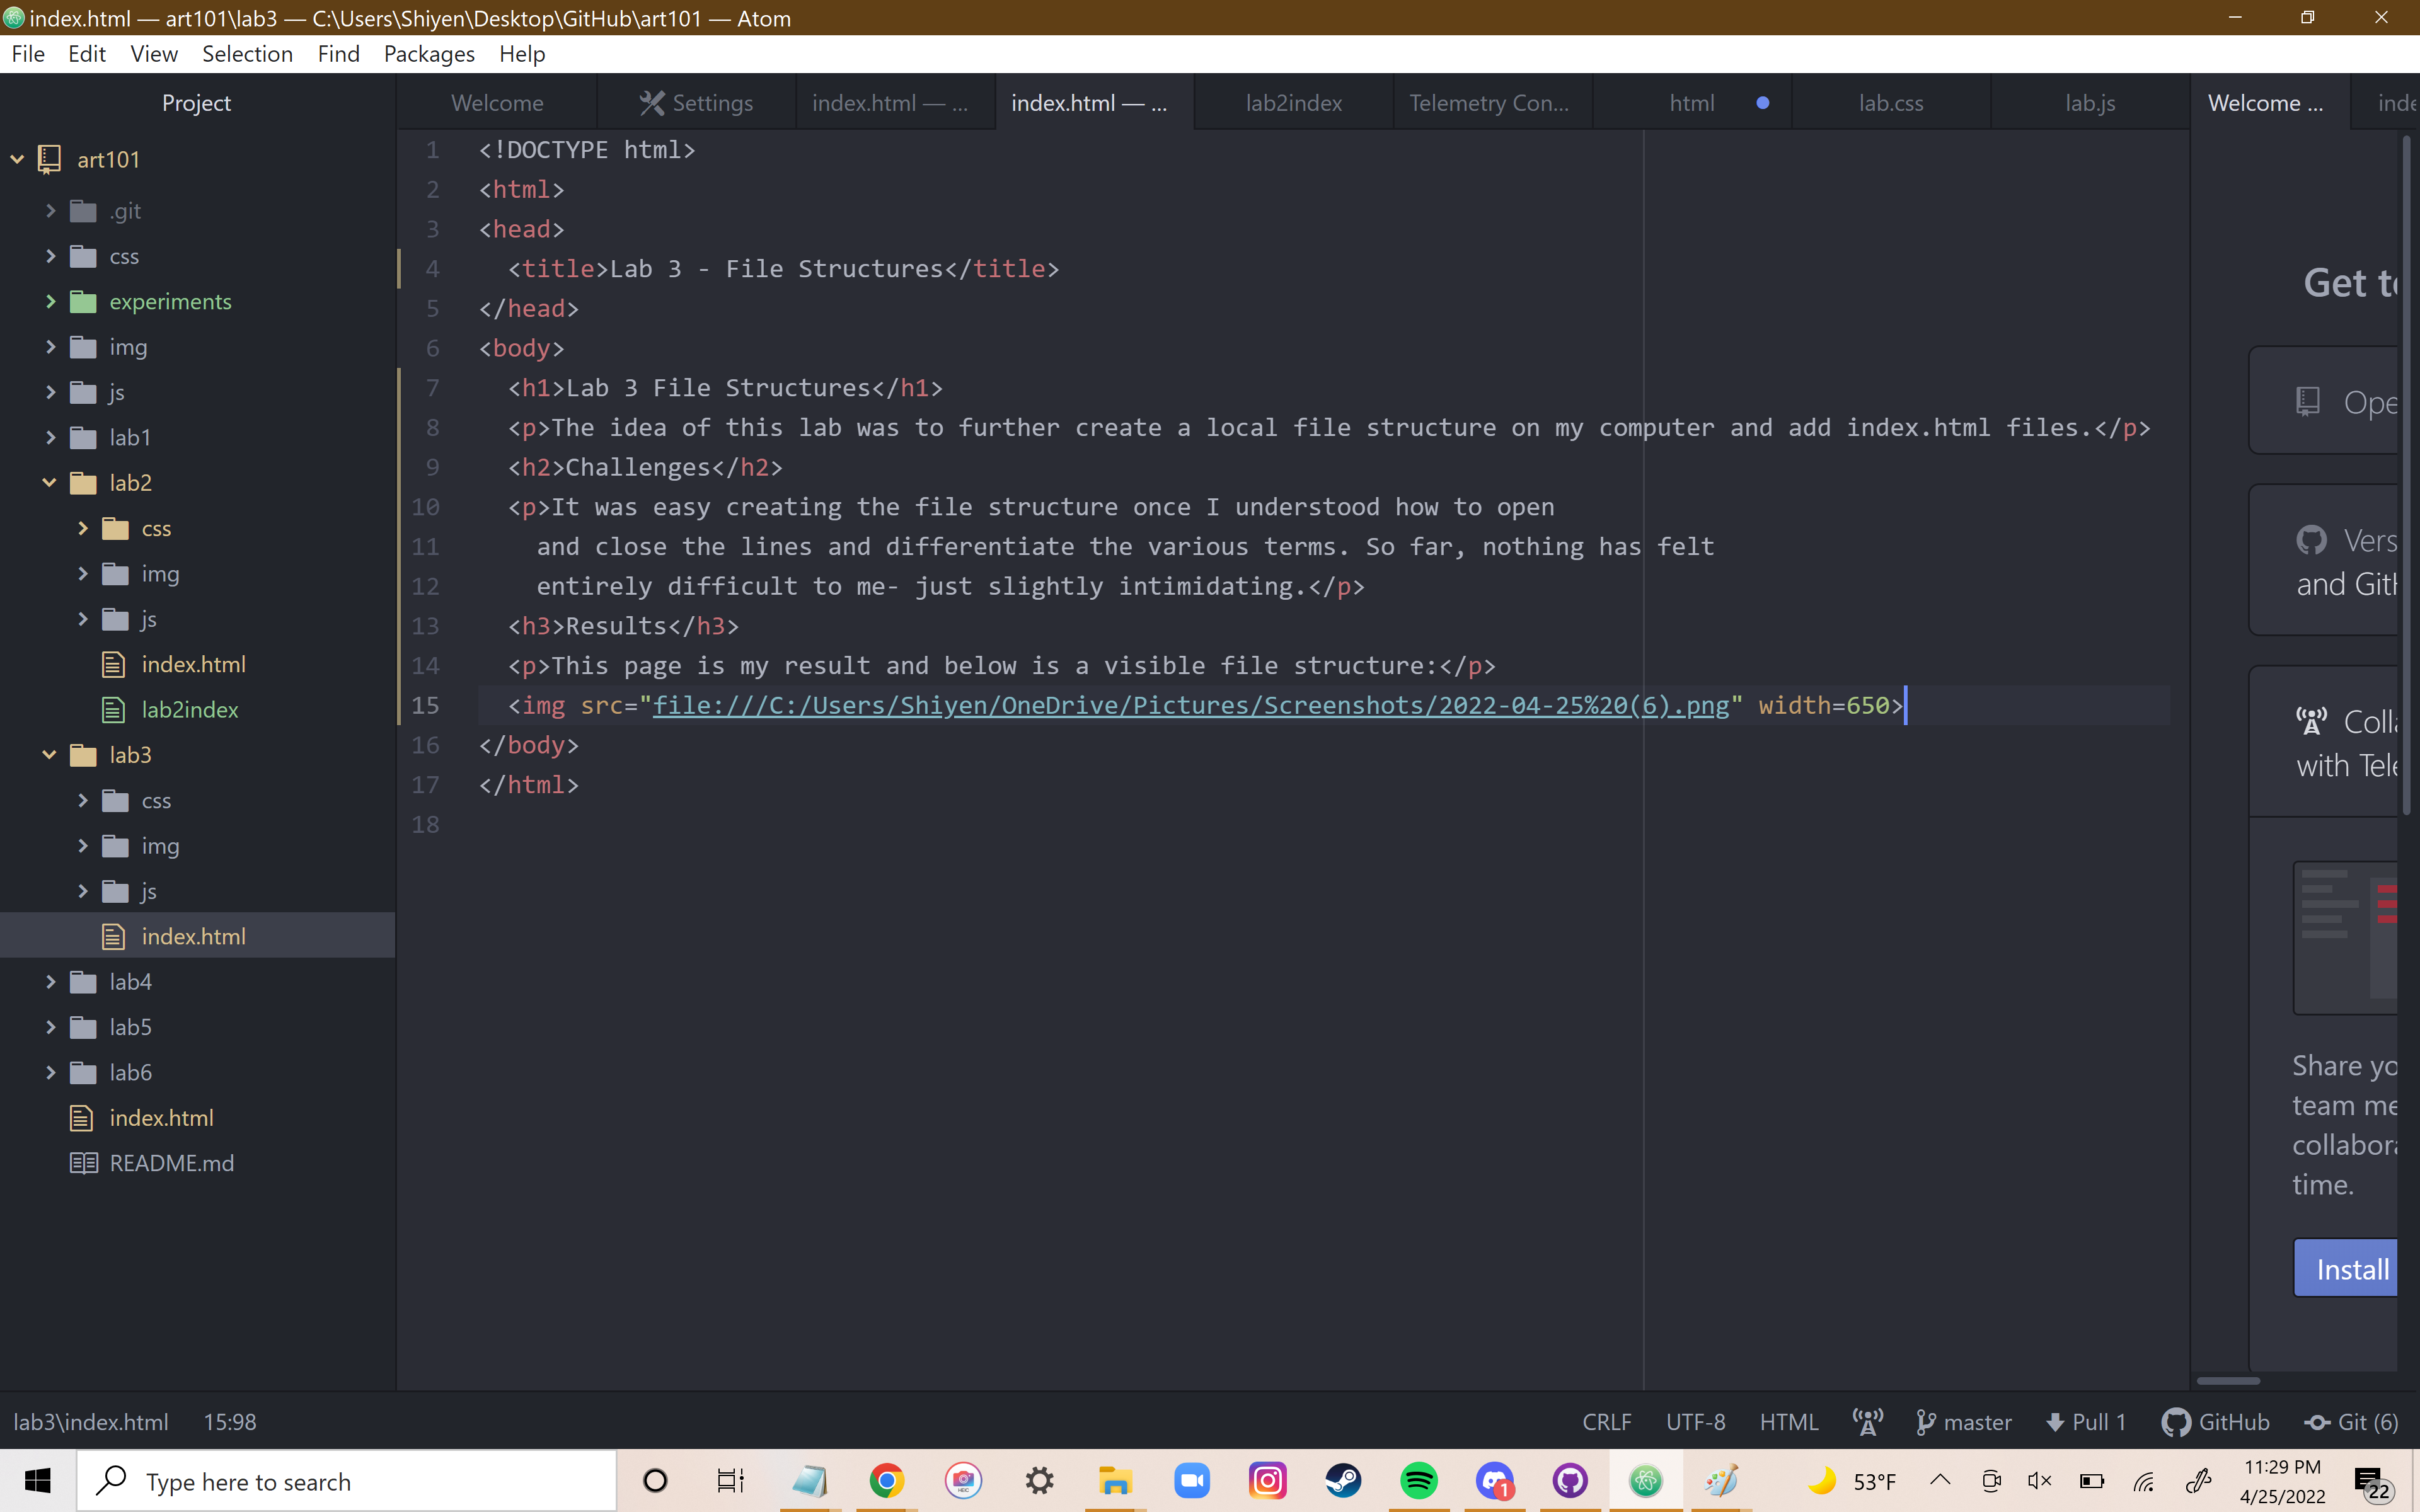 index.html — art101\lab3 — C:\Users\Shiyen\Desktop\GitHub\art101 — Atom
File Edit View Selection Find Packages Help
Project
art101
.git
css
experiments
img
js
lab1
lab2
css
img
js
index.html
lab2index
lab3
css
img
js
index.html
lab4
lab5
lab6
index.html
README.md
Welcome Settings index.html — ... index.html — ... lab2index Telemetry Con... html lab.css lab.js Welcome ...
1 <!DOCTYPE html>
2 <html>
3 <head>
4 <title>Lab 3 - File Structures</title>
5 </head>
6 <body>
7 <h1>Lab 3 File Structures</h1>
8 <p>The idea of this lab was to further create a local file structure on my computer and add index.html files.</p>
9 <h2>Challenges</h2>
10 <p>It was easy creating the file structure once I understood how to open
11 and close the lines and differentiate the various terms. So far, nothing has felt
12 entirely difficult to me- just slightly intimidating.</p>
13 <h3>Results</h3>
14 <p>This page is my result and below is a visible file structure:</p>
15 <img src="file:///C:/Users/Shiyen/OneDrive/Pictures/Screenshots/2022-04-25%20(6).png" width=650>
16 </body>
17 </html>
18
Get
Ope
Vers
and Git
Colla
with Tele
Share yo
team me
collabora
time.
Install
lab3\index.html 15:98
CRLF UTF-8 HTML master Pull 1 GitHub Git (6)
Type here to search
HEIC
1
53°F
11:29 PM
4/25/2022
22